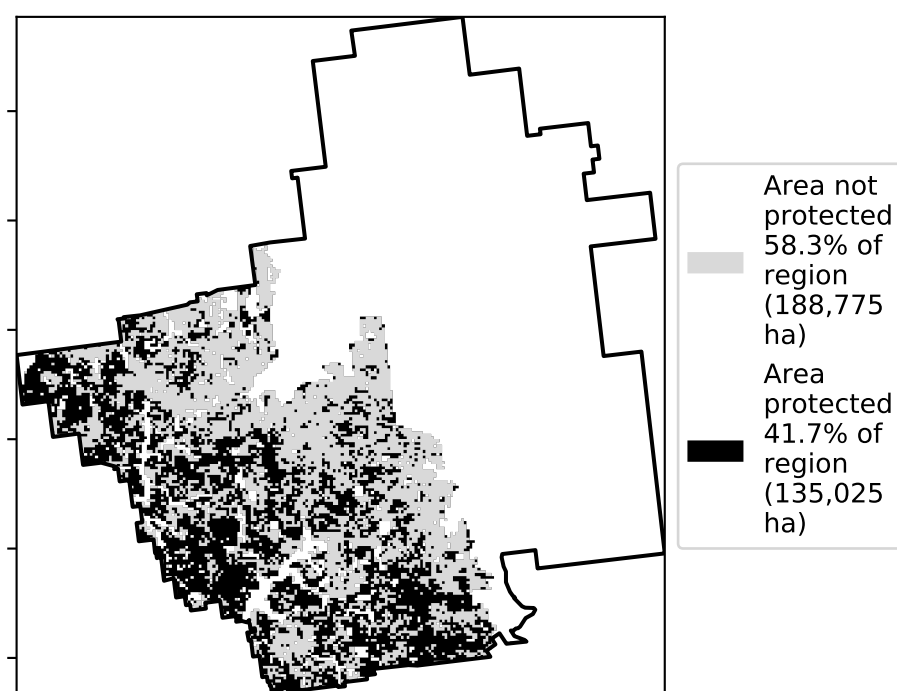 Area not
protected
58.3% of
region
(188,775
ha)
Area
protected
41.7% of
region
(135,025
ha)